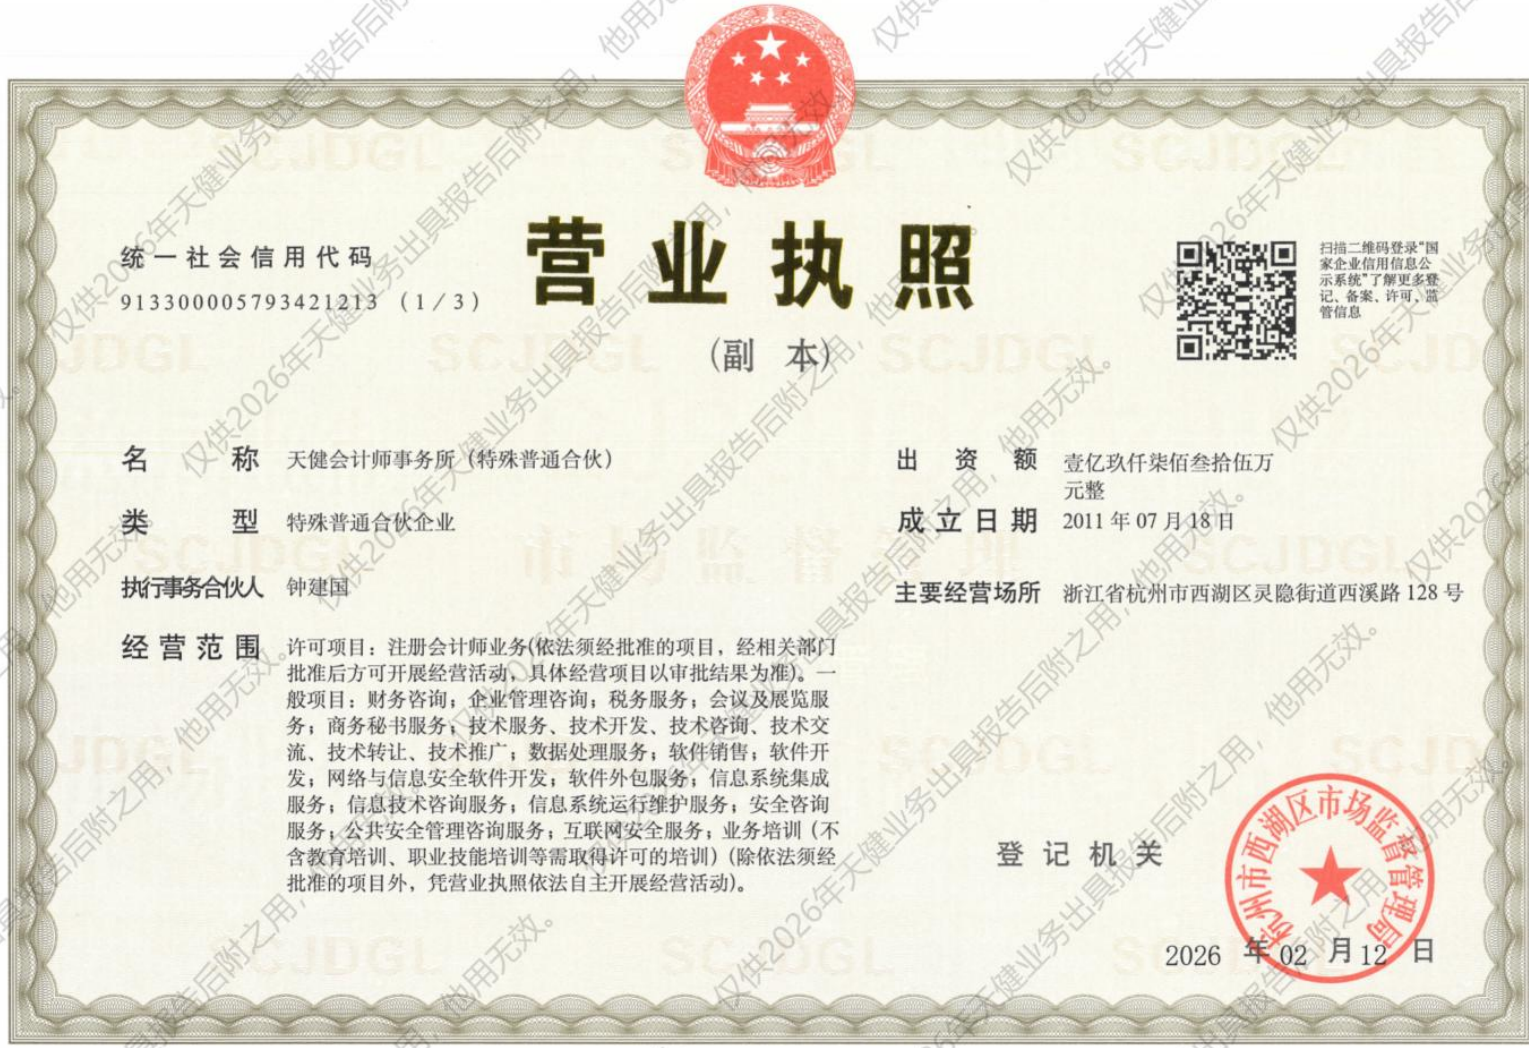 营业执照
(副 本)
统一社会信用代码
913300005793421213 (1/3)
扫描二维码登录“国
家企业信用信息公
示系统”了解更多登
记、备案、许可、监
管信息
名 称 天健会计师事务所（特殊普通合伙）
类 型 特殊普通合伙企业
执行事务合伙人 钟建国
经营范围 许可项目：注册会计师业务(依法须经批准的项目，经相关部门
批准后方可开展经营活动，具体经营项目以审批结果为准)。一
般项目：财务咨询；企业管理咨询；税务服务；会议及展览服
务；商务秘书服务；技术服务、技术开发、技术咨询、技术交
流、技术转让、技术推广；数据处理服务；软件销售；软件开
发；网络与信息安全软件开发；软件外包服务；信息系统集成
服务；信息技术咨询服务；信息系统运行维护服务；安全咨询
服务；公共安全管理咨询服务；互联网安全服务；业务培训（不
含教育培训、职业技能培训等需取得许可的培训）(除依法须经
批准的项目外，凭营业执照依法自主开展经营活动)。
出 资 额 壹亿玖仟柒佰叁拾伍万
元整
成立日期 2011 年 07 月 18 日
主要经营场所 浙江省杭州市西湖区灵隐街道西溪路 128 号
登记机关
杭州市西湖区市场监督管理局
2026 年 02 月 12 日
仅供2026年天健业务出具报告后附之用，他用无效。
SCJDGL
市场监督管理